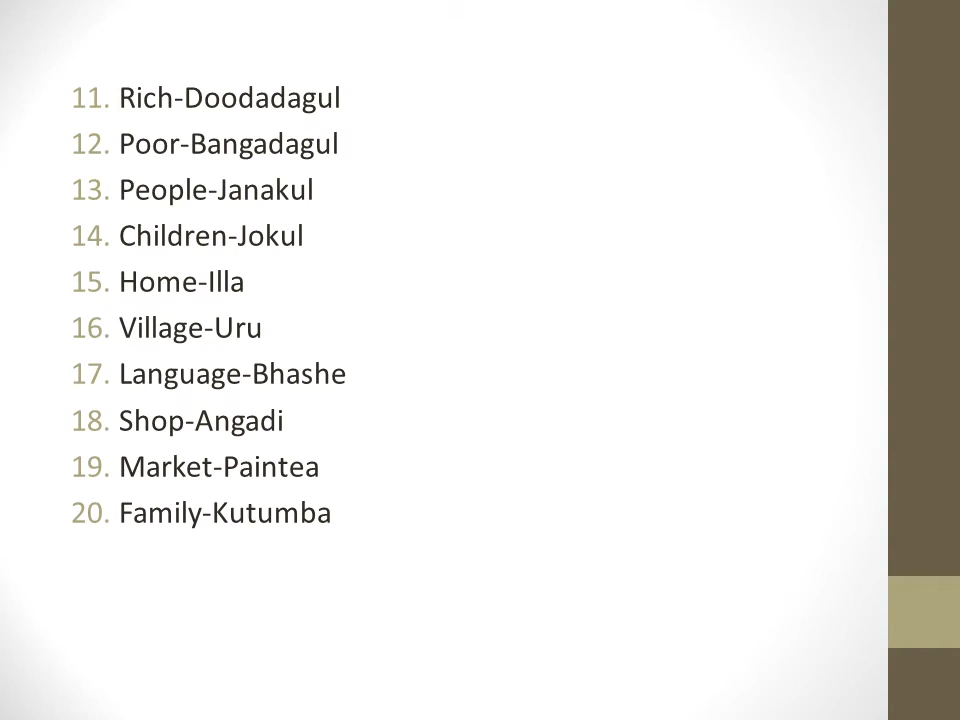 11. Rich-Doodadagul
12. Poor-Bangadagul
13. People-Janakul
14. Children-Jokul
15. Home-Illa
16. Village-Uru
17. Language-Bhashe
18. Shop-Angadi
19. Market-Paintea
20. Family-Kutumba